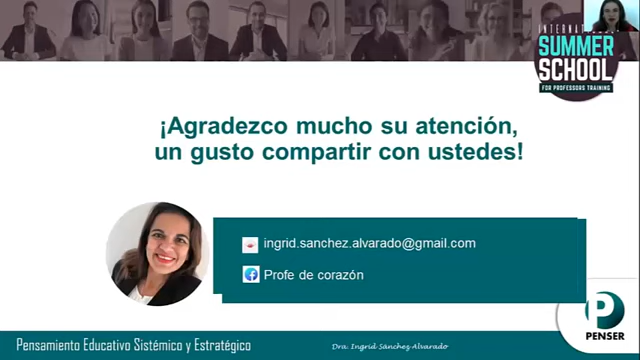 INTERNATIONAL
SUMMER
SCHOOL
FOR PROFESSORS TRAINING
¡Agradezco mucho su atención,
un gusto compartir con ustedes!
ingrid.sanchez.alvarado@gmail.com
Profe de corazón
PENSER
Pensamiento Educativo Sistémico y Estratégico
Dra. Ingrid Sánchez Alvarado